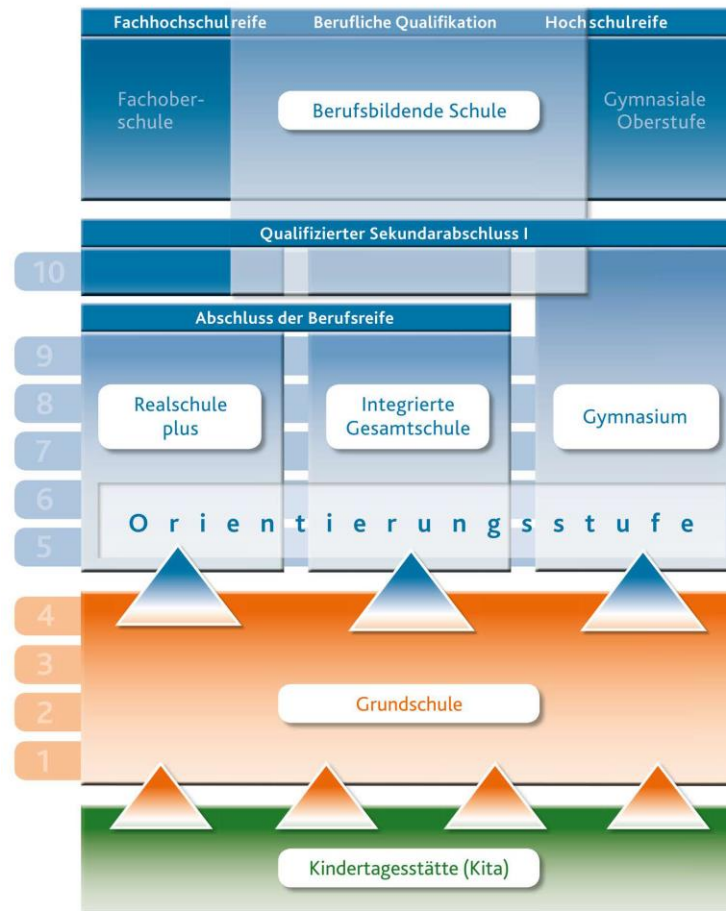 Fachhochschulreife Berufliche Qualifikation Hochschulreife
Fachober-
schule
Berufsbildende Schule
Gymnasiale
Oberstufe
Qualifizierter Sekundarabschluss I
10
Abschluss der Berufsreife
9
8
7
6
5
Realschule
plus
Integrierte
Gesamtschule
Gymnasium
Orientierungsstufe
4
3
2
1
Grundschule
Kindertagesstätte (Kita)